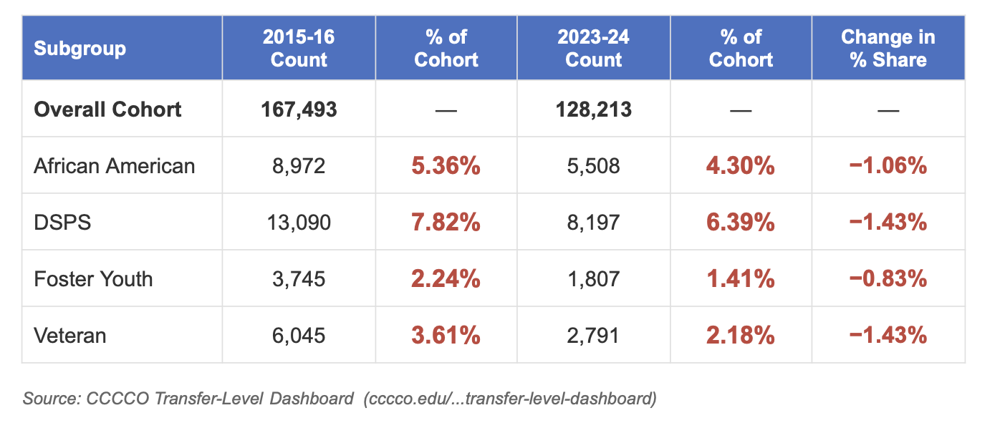 Subgroup 2015-16 Count % of Cohort 2023-24 Count % of Cohort Change in % Share
Overall Cohort 167,493 — 128,213 — —
African American 8,972 5.36% 5,508 4.30% −1.06%
DSPS 13,090 7.82% 8,197 6.39% −1.43%
Foster Youth 3,745 2.24% 1,807 1.41% −0.83%
Veteran 6,045 3.61% 2,791 2.18% −1.43%
Source: CCCCO Transfer-Level Dashboard (cccco.edu/...transfer-level-dashboard)